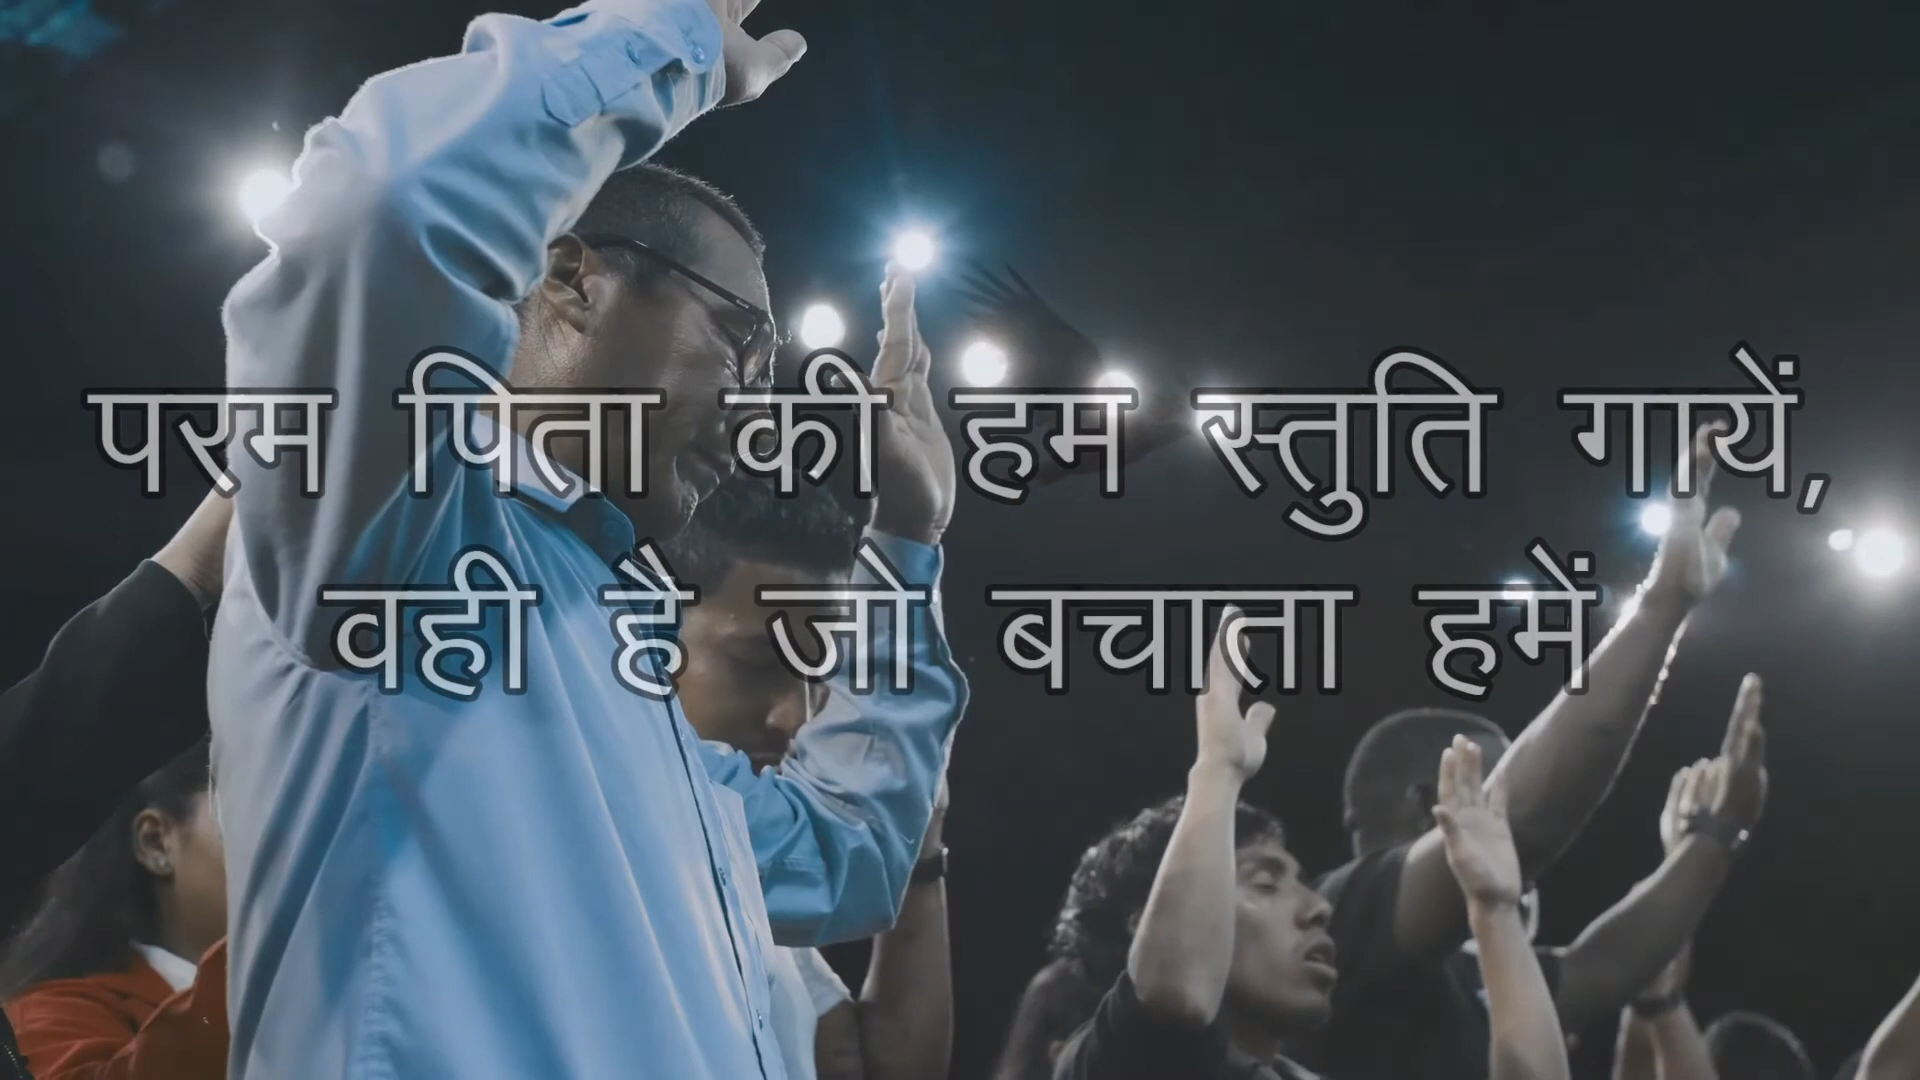 परम पिता की हम स्तुति गायें,
वही है जो बचाता हमें